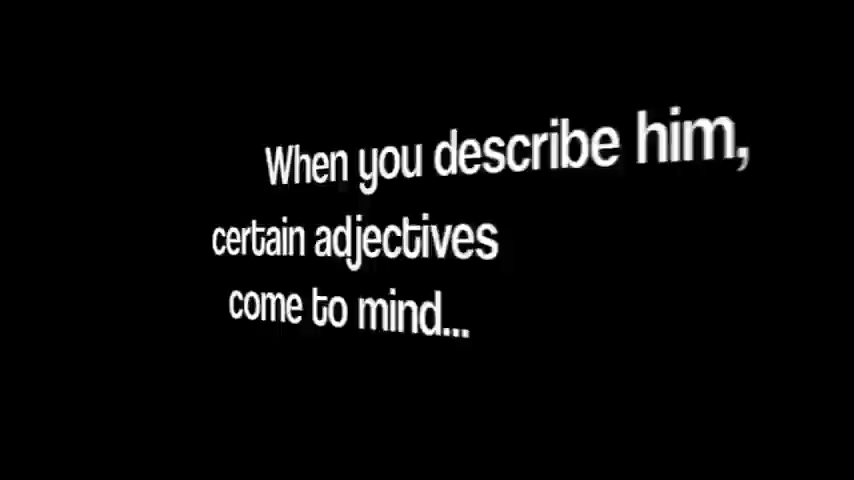 When you describe him,
certain adjectives
come to mind...